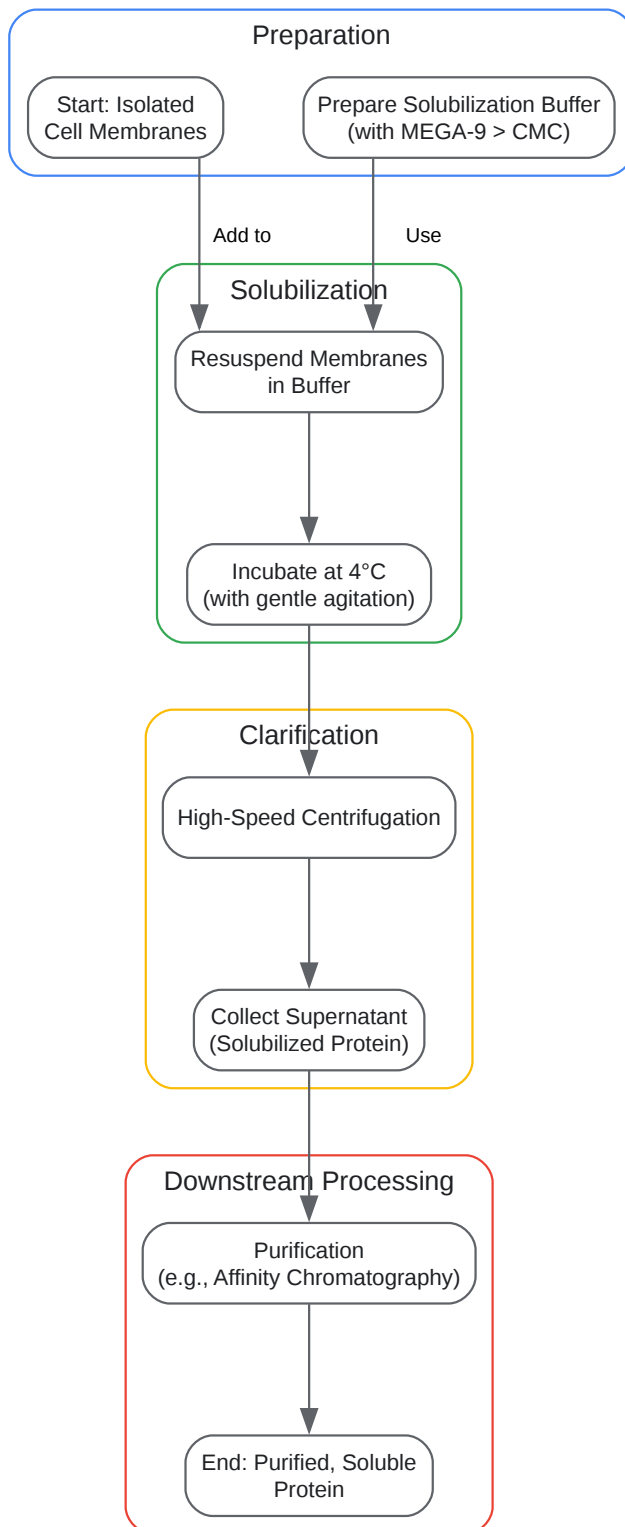 Preparation
Start: Isolated
Cell Membranes
Prepare Solubilization Buffer
(with MEGA-9 > CMC)
Add to
Use
Solubilization
Resuspend Membranes
in Buffer
Incubate at 4°C
(with gentle agitation)
Clarification
High-Speed Centrifugation
Collect Supernatant
(Solubilized Protein)
Downstream Processing
Purification
(e.g., Affinity Chromatography)
End: Purified, Soluble
Protein